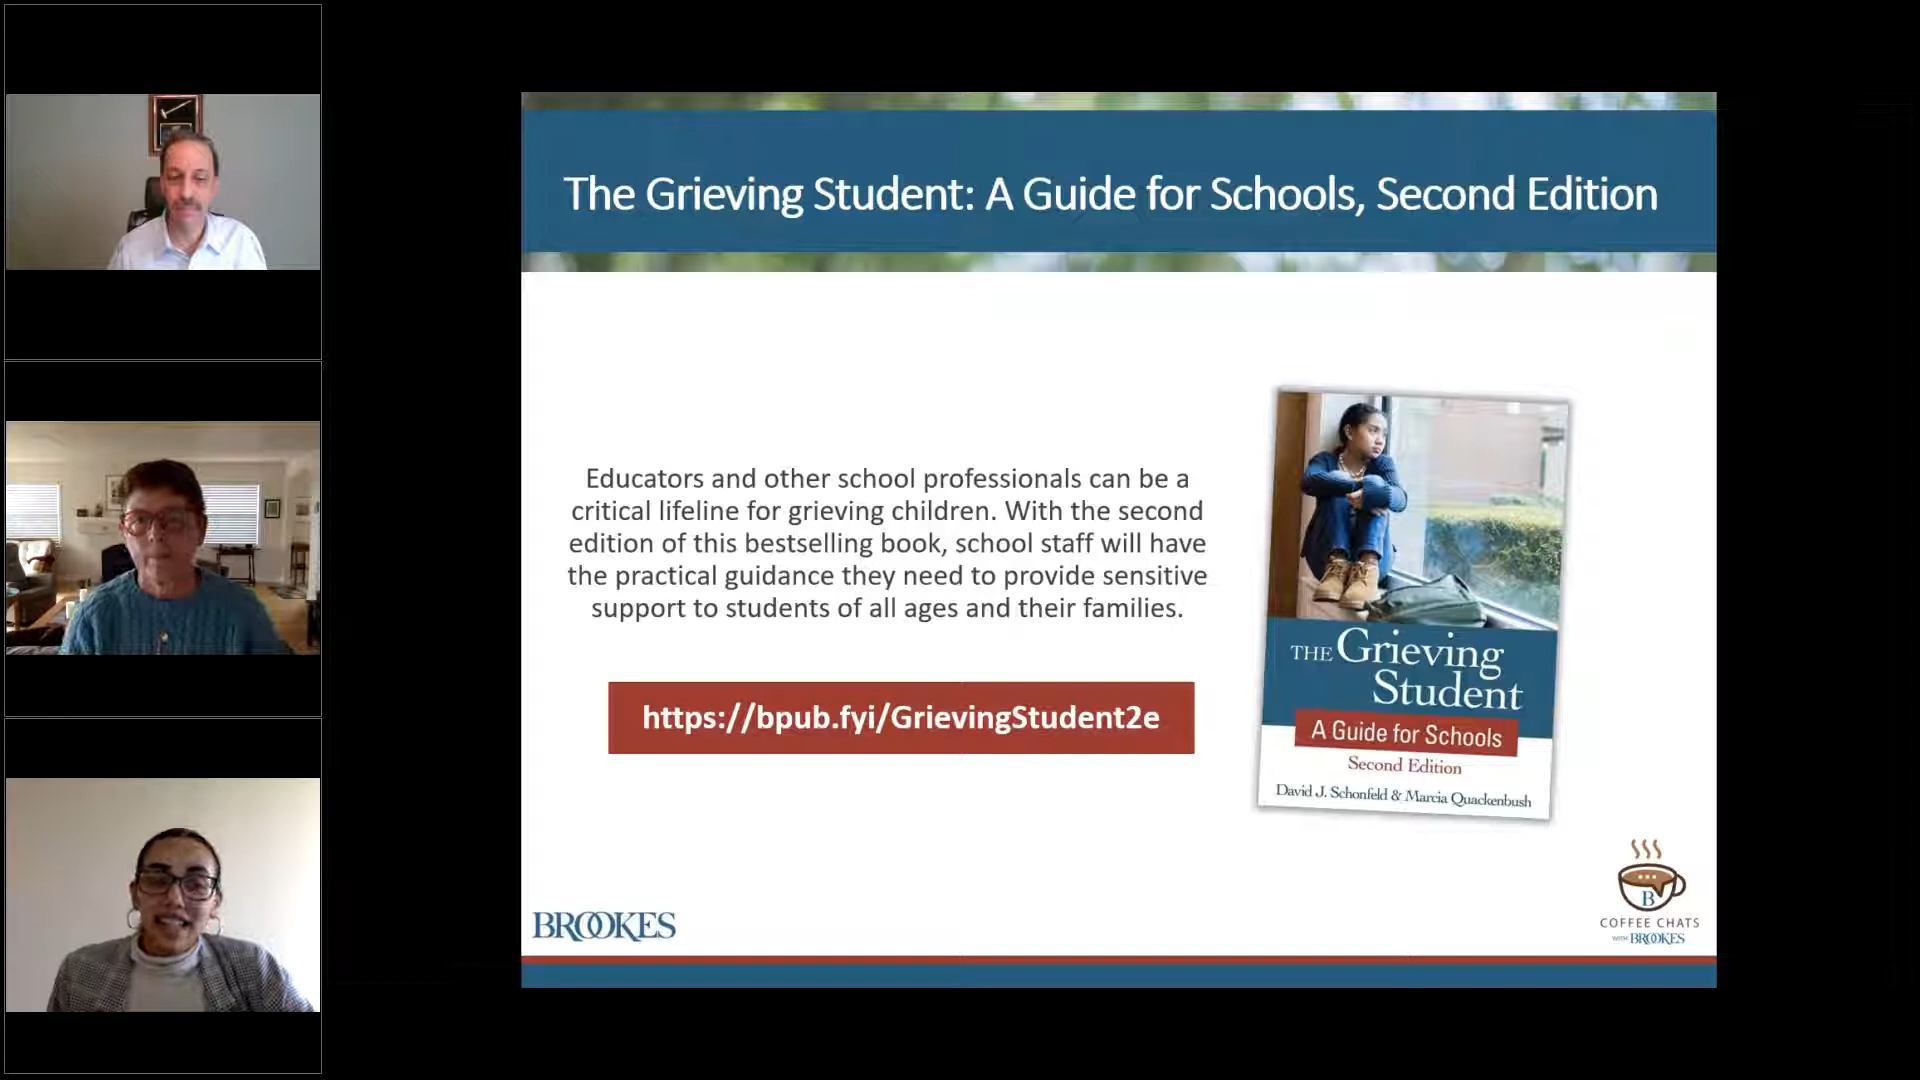 The Grieving Student: A Guide for Schools, Second Edition
Educators and other school professionals can be a
critical lifeline for grieving children. With the second
edition of this bestselling book, school staff will have
the practical guidance they need to provide sensitive
support to students of all ages and their families.
https://bpub.fyi/GrievingStudent2e
THE Grieving
Student
A Guide for Schools
Second Edition
David J. Schonfeld & Marcia Quackenbush
BROOKES
B
COFFEE CHATS
WITH BROOKES